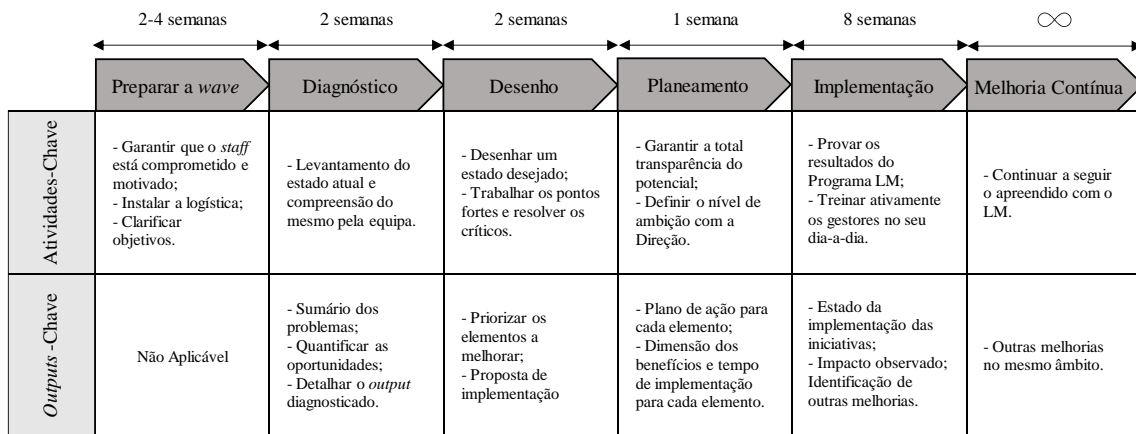 2-4 semanas
2 semanas
2 semanas
1 semana
8 semanas
∞
Preparar a wave
Diagnóstico
Desenho
Planeamento
Implementação
Melhoria Contínua
Atividades-Chave
- Garantir que o staff
está comprometido e
motivado;
- Instalar a logística;
- Clarificar
objetivos.
- Levantamento do
estado atual e
compreensão do
mesmo pela equipa.
- Desenhar um
estado desejado;
- Trabalhar os pontos
fortes e resolver os
críticos.
- Garantir a total
transparência do
potencial;
- Definir o nível de
ambição com a
Direção.
- Provar os
resultados do
Programa LM;
- Treinar ativamente
os gestores no seu
dia-a-dia.
- Continuar a seguir
o apreendido com o
LM.
Outputs -Chave
Não Aplicável
- Sumário dos
problemas;
- Quantificar as
oportunidades;
- Detalhar o output
diagnosticado.
- Priorizar os
elementos a
melhorar;
- Proposta de
implementação
- Plano de ação para
cada elemento;
- Dimensão dos
benefícios e tempo
de implementação
para cada elemento.
- Estado da
implementação das
iniciativas;
- Impacto observado;
Identificação de
outras melhorias.
- Outras melhorias
no mesmo âmbito.